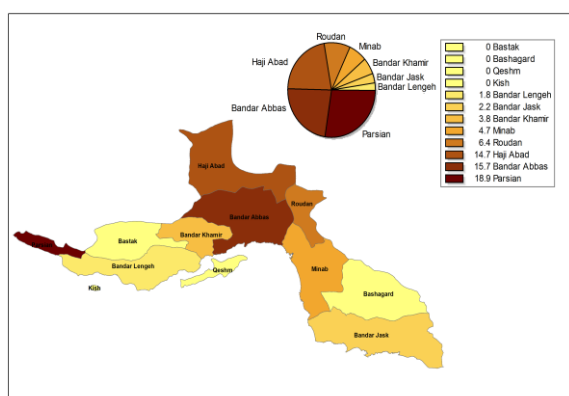 Roudan
Minab
Haji Abad
Bandar Khamir
Bandar Jask
Bandar Lengeh
Bandar Abbas
Parsian
0 Bastak
0 Bashagard
0 Qeshm
0 Kish
1.8 Bandar Lengeh
2.2 Bandar Jask
3.8 Bandar Khamir
4.7 Minab
6.4 Roudan
14.7 Haji Abad
15.7 Bandar Abbas
18.9 Parsian
Haji Abad
Roudan
Bandar Abbas
Bandar Khamir
Bastak
Bandar Lengeh
Qeshm
Minab
Bashagard
Kish
Bandar Jask